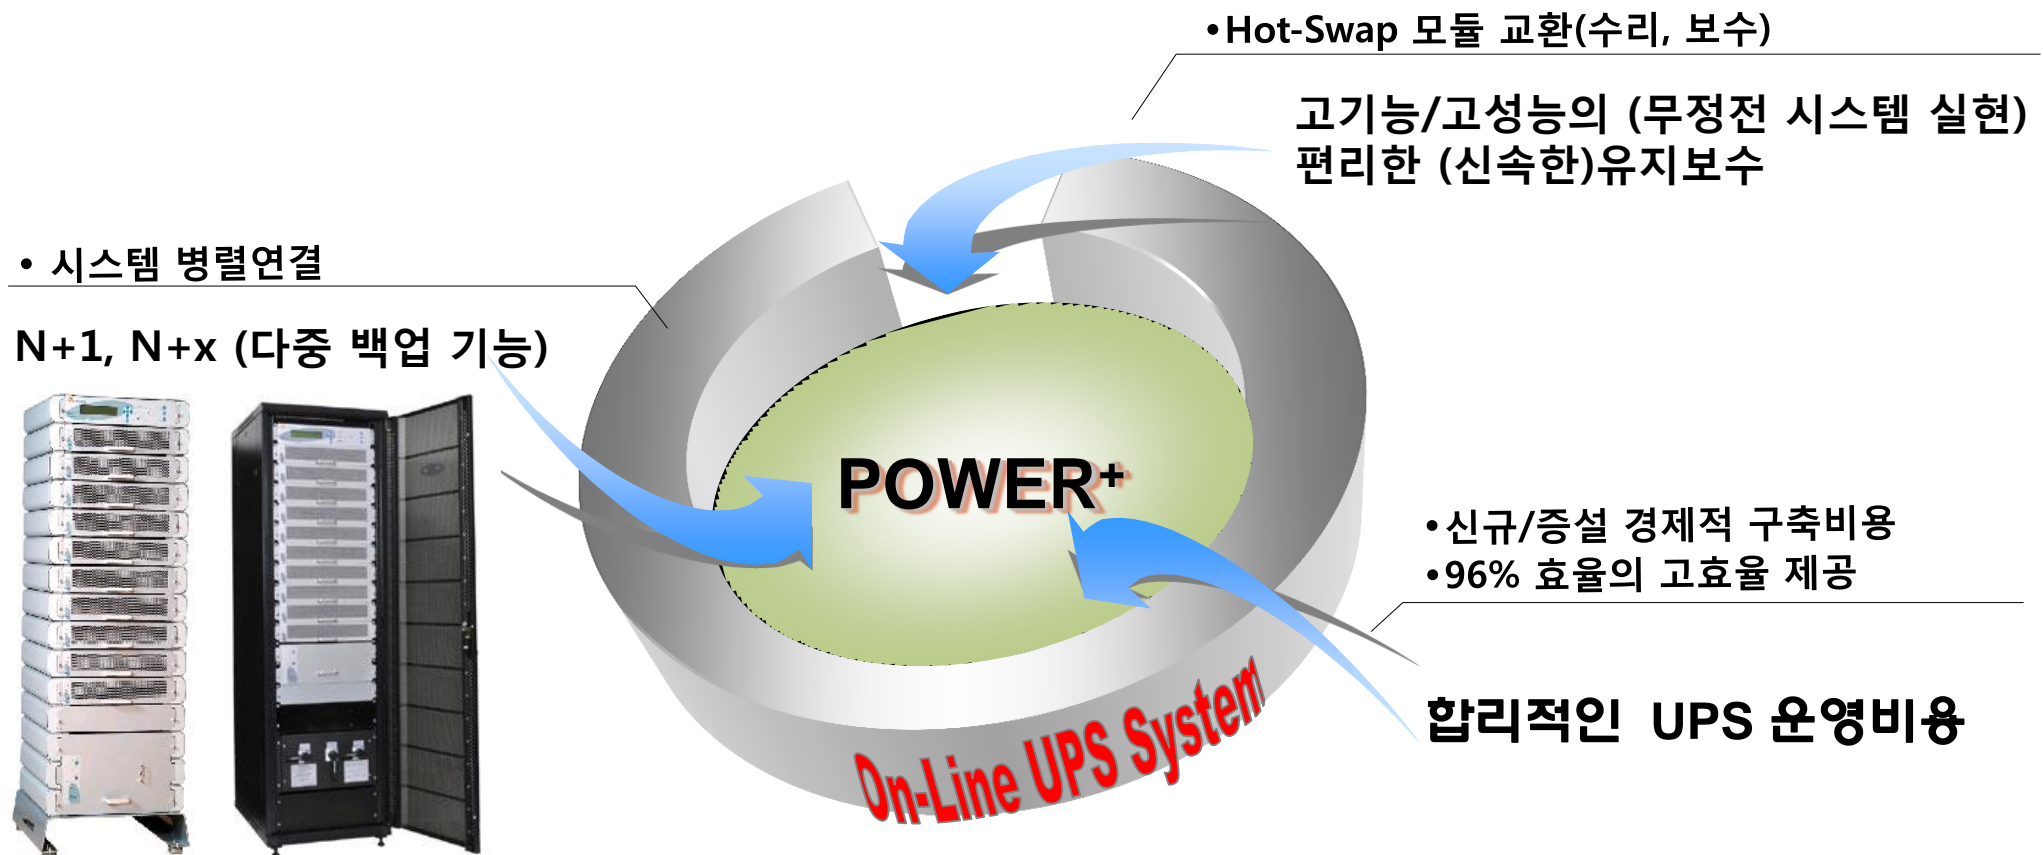 •Hot-Swap 모듈 교환(수리, 보수)
고기능/고성능의 (무정전 시스템 실현)
편리한 (신속한)유지보수
• 시스템 병렬연결
N+1, N+x (다중 백업 기능)
POWER+
•신규/증설 경제적 구축비용
•96% 효율의 고효율 제공
합리적인 UPS 운영비용
On-Line UPS System